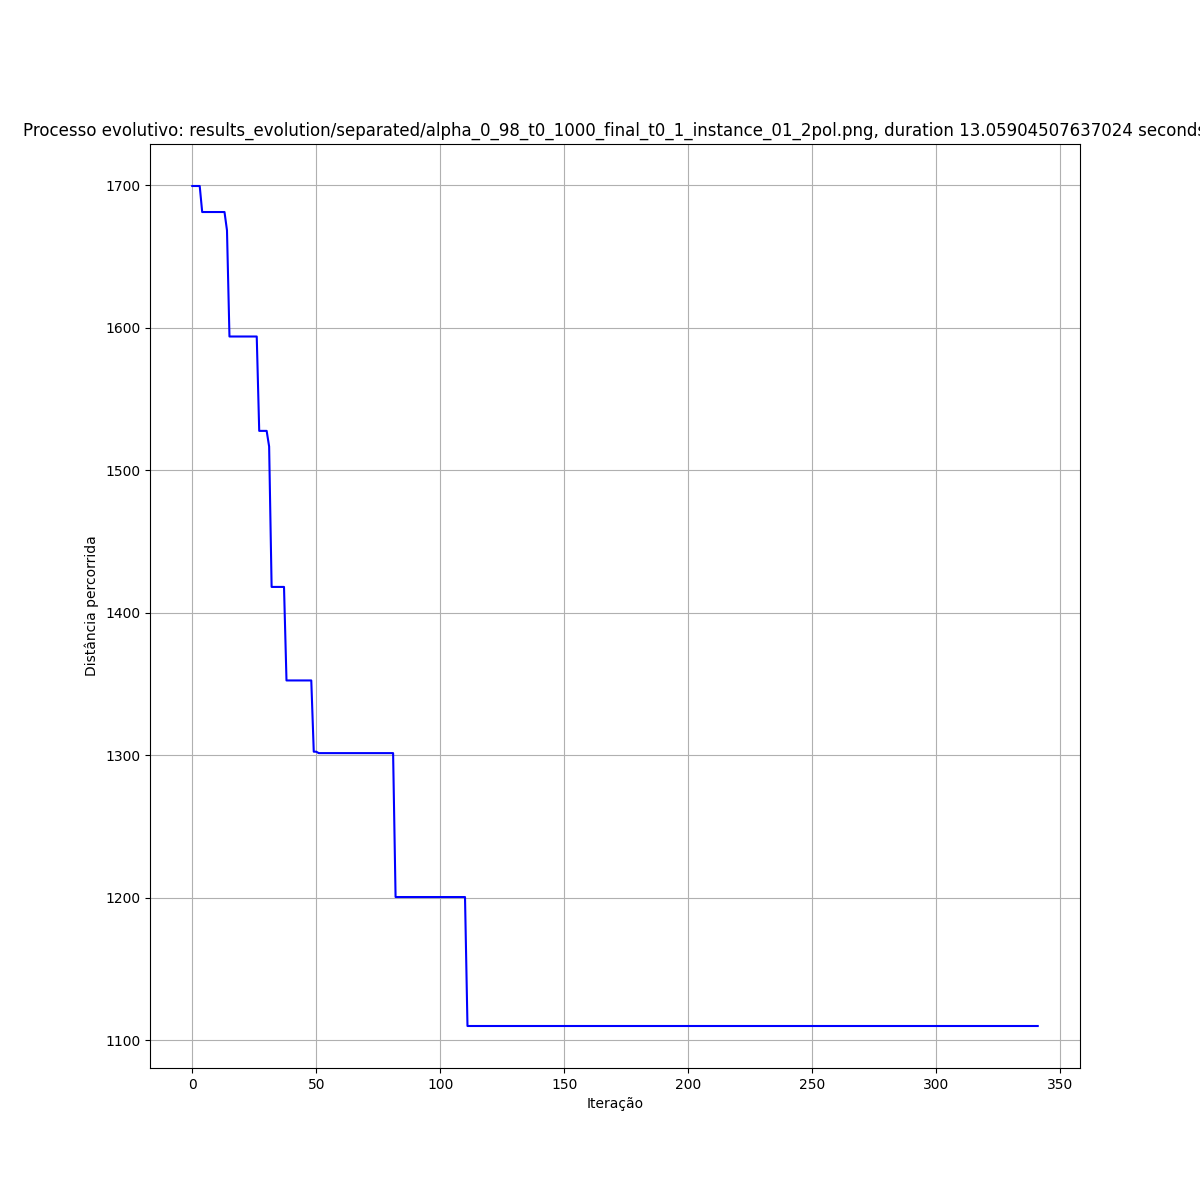 Processo evolutivo: results_evolution/separated/alpha_0_98_t0_1000_final_t0_1_instance_01_2pol.png, duration 13.05904507637024 seconds
1700
1600
1500
1400
1300
1200
1100
Distância percorrida
0 50 100 150 200 250 300 350
Iteração